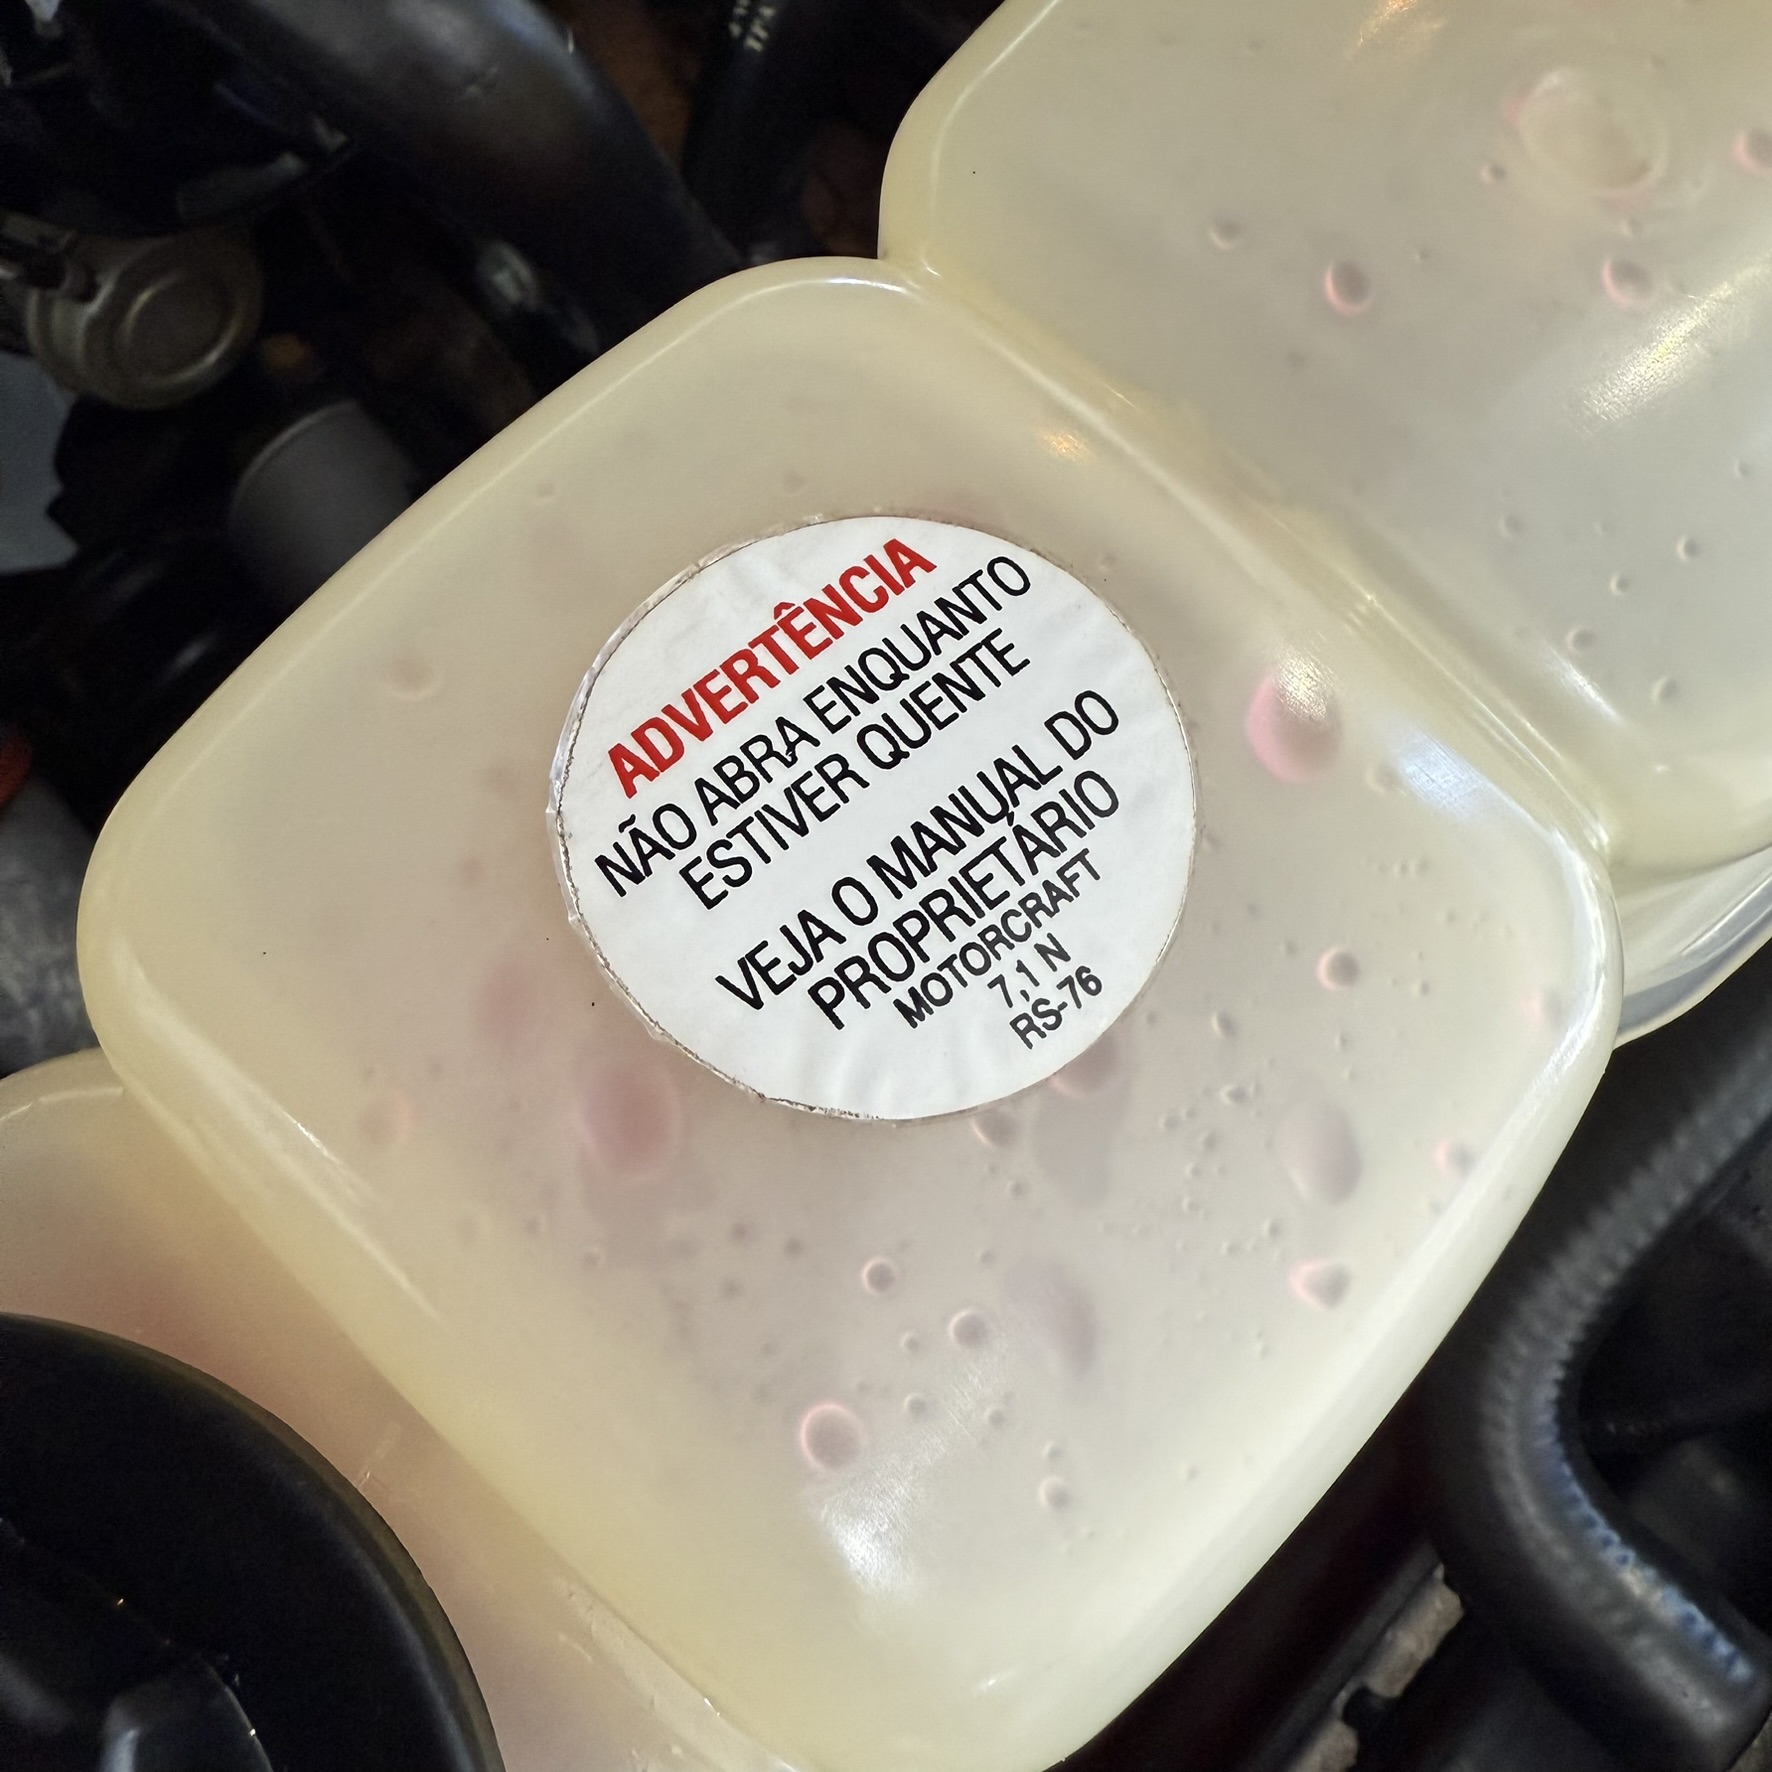 ADVERTÊNCIA
NÃO ABRA ENQUANTO
ESTIVER QUENTE
VEJA O MANUAL DO
PROPRIETÁRIO
MOTORCRAFT
7,1 N
RS-76